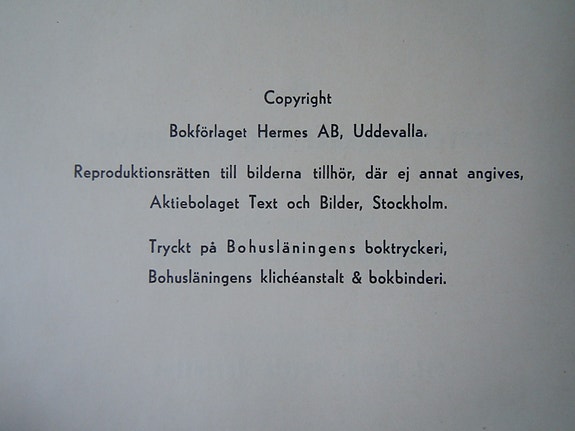 Copyright
Bokförlaget Hermes AB, Uddevalla.
Reproduktionsrätten till bilderna tillhör, där ej annat angives,
Aktiebolaget Text och Bilder, Stockholm.
Tryckt på Bohusläningens boktryckeri,
Bohusläningens klichéanstalt & bokbinderi.